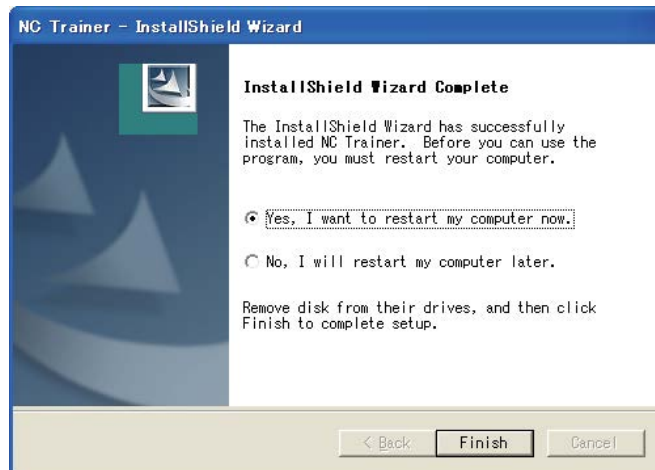 NC Trainer - InstallShield Wizard
InstallShield Wizard Complete
The InstallShield Wizard has successfully
installed NC Trainer. Before you can use the
program, you must restart your computer.
Yes, I want to restart my computer now.
No, I will restart my computer later.
Remove disk from their drives, and then click
Finish to complete setup.
< Back Finish Cancel